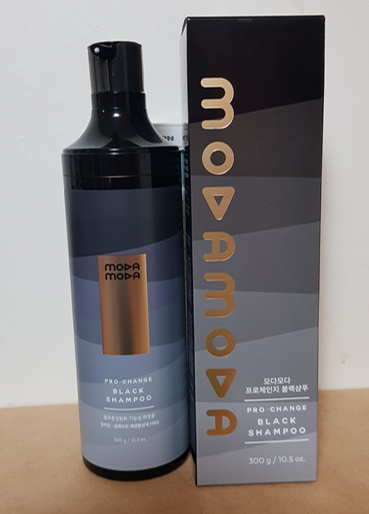 MODA
MODA
PRO-CHANGE
BLACK
SHAMPOO
300 g / 10.5 oz.
MODAMODA
모다모다
프로체인지 블랙샴푸
PRO-CHANGE
BLACK
SHAMPOO
300 g / 10.5 oz.